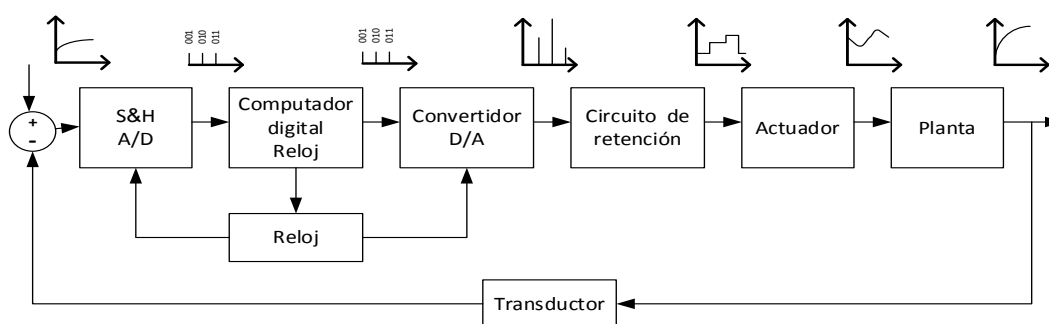 001 010 011
001 010 011
+
-
S&H
A/D
Computador
digital
Reloj
Convertidor
D/A
Circuito de
retención
Actuador
Planta
Reloj
Transductor